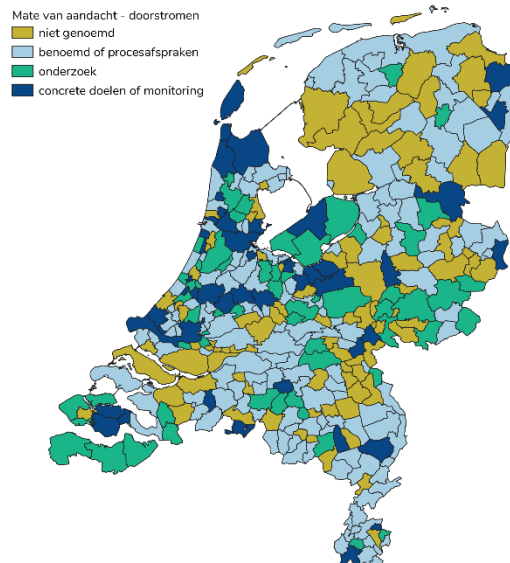 Mate van aandacht - doorstromen
niet genoemd
benoemd of procesafspraken
onderzoek
concrete doelen of monitoring